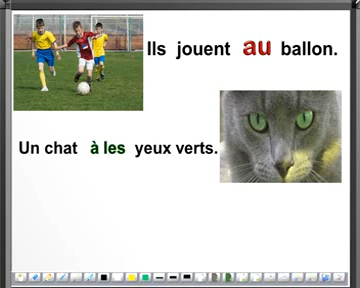 Ils jouent au ballon.
Un chat à les yeux verts.